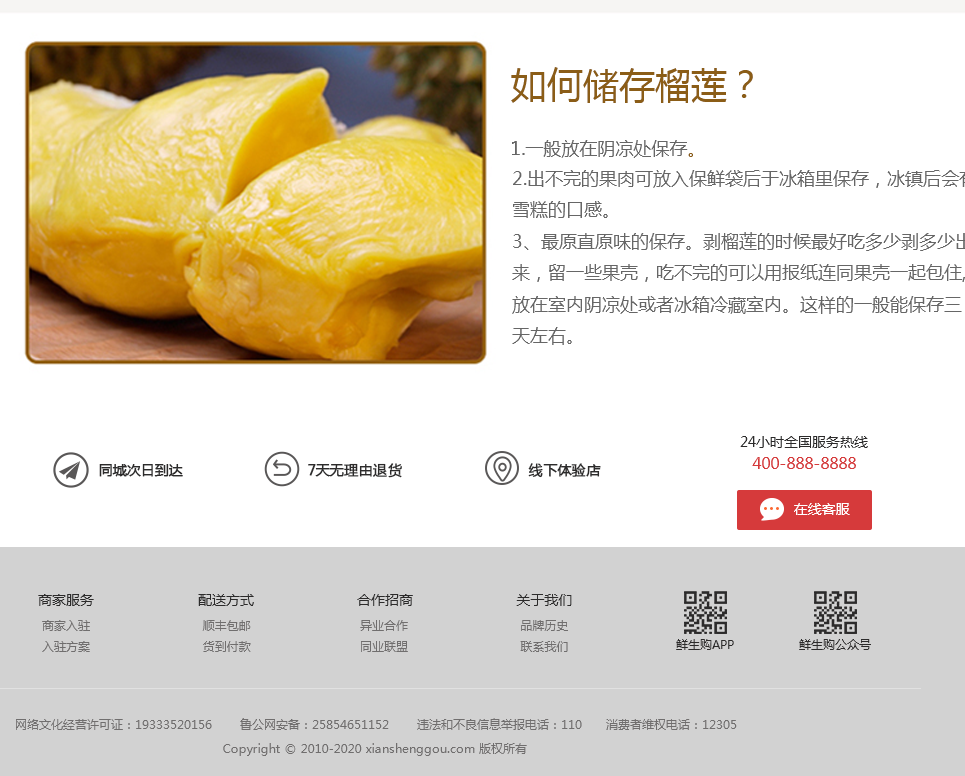 如何储存榴莲？
1.一般放在阴凉处保存。
2.出不完的果肉可放入保鲜袋后于冰箱里保存，冰镇后会有
雪糕的口感。
3、最原直原味的保存。剥榴莲的时候最好吃多少剥多少出
来，留一些果壳，吃不完的可以用报纸连同果壳一起包住,
放在室内阴凉处或者冰箱冷藏室内。这样的一般能保存三
天左右。
同城次日到达
7天无理由退货
线下体验店
24小时全国服务热线
400-888-8888
在线客服
商家服务 配送方式 合作招商 关于我们
商家入驻 顺丰包邮 异业合作 品牌历史
入驻方案 货到付款 同业联盟 联系我们
鲜生购APP 鲜生购公众号
网络文化经营许可证：19333520156 鲁公网安备：25854651152 违法和不良信息举报电话：110 消费者维权电话：12305
Copyright © 2010-2020 xianshenggou.com 版权所有